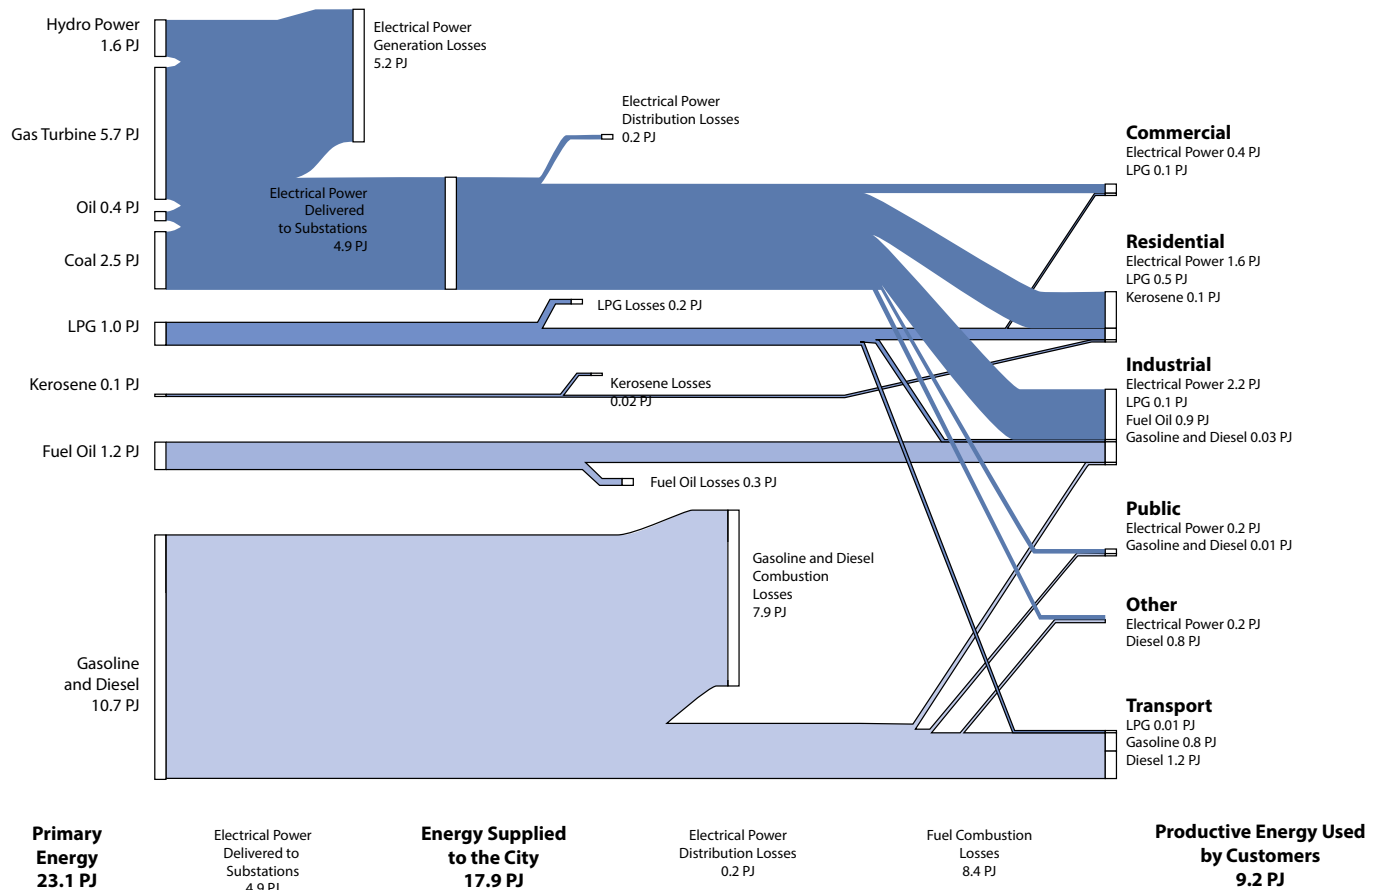 Hydro Power
1.6 PJ
Gas Turbine 5.7 PJ
Oil 0.4 PJ
Coal 2.5 PJ
LPG 1.0 PJ
Kerosene 0.1 PJ
Fuel Oil 1.2 PJ
Gasoline
and Diesel
10.7 PJ
Electrical Power
Generation Losses
5.2 PJ
Electrical Power
Delivered
to Substations
4.9 PJ
Electrical Power
Distribution Losses
0.2 PJ
LPG Losses 0.2 PJ
Kerosene Losses
0.02 PJ
Fuel Oil Losses 0.3 PJ
Gasoline and Diesel
Combustion
Losses
7.9 PJ
Commercial
Electrical Power 0.4 PJ
LPG 0.1 PJ
Residential
Electrical Power 1.6 PJ
LPG 0.5 PJ
Kerosene 0.1 PJ
Industrial
Electrical Power 2.2 PJ
LPG 0.1 PJ
Fuel Oil 0.9 PJ
Gasoline and Diesel 0.03 PJ
Public
Electrical Power 0.2 PJ
Gasoline and Diesel 0.01 PJ
Other
Electrical Power 0.2 PJ
Diesel 0.8 PJ
Transport
LPG 0.01 PJ
Gasoline 0.8 PJ
Diesel 1.2 PJ
Primary
Energy
23.1 PJ
Electrical Power
Delivered to
Substations
4.9 PJ
Energy Supplied
to the City
17.9 PJ
Electrical Power
Distribution Losses
0.2 PJ
Fuel Combustion
Losses
8.4 PJ
Productive Energy Used
by Customers
9.2 PJ